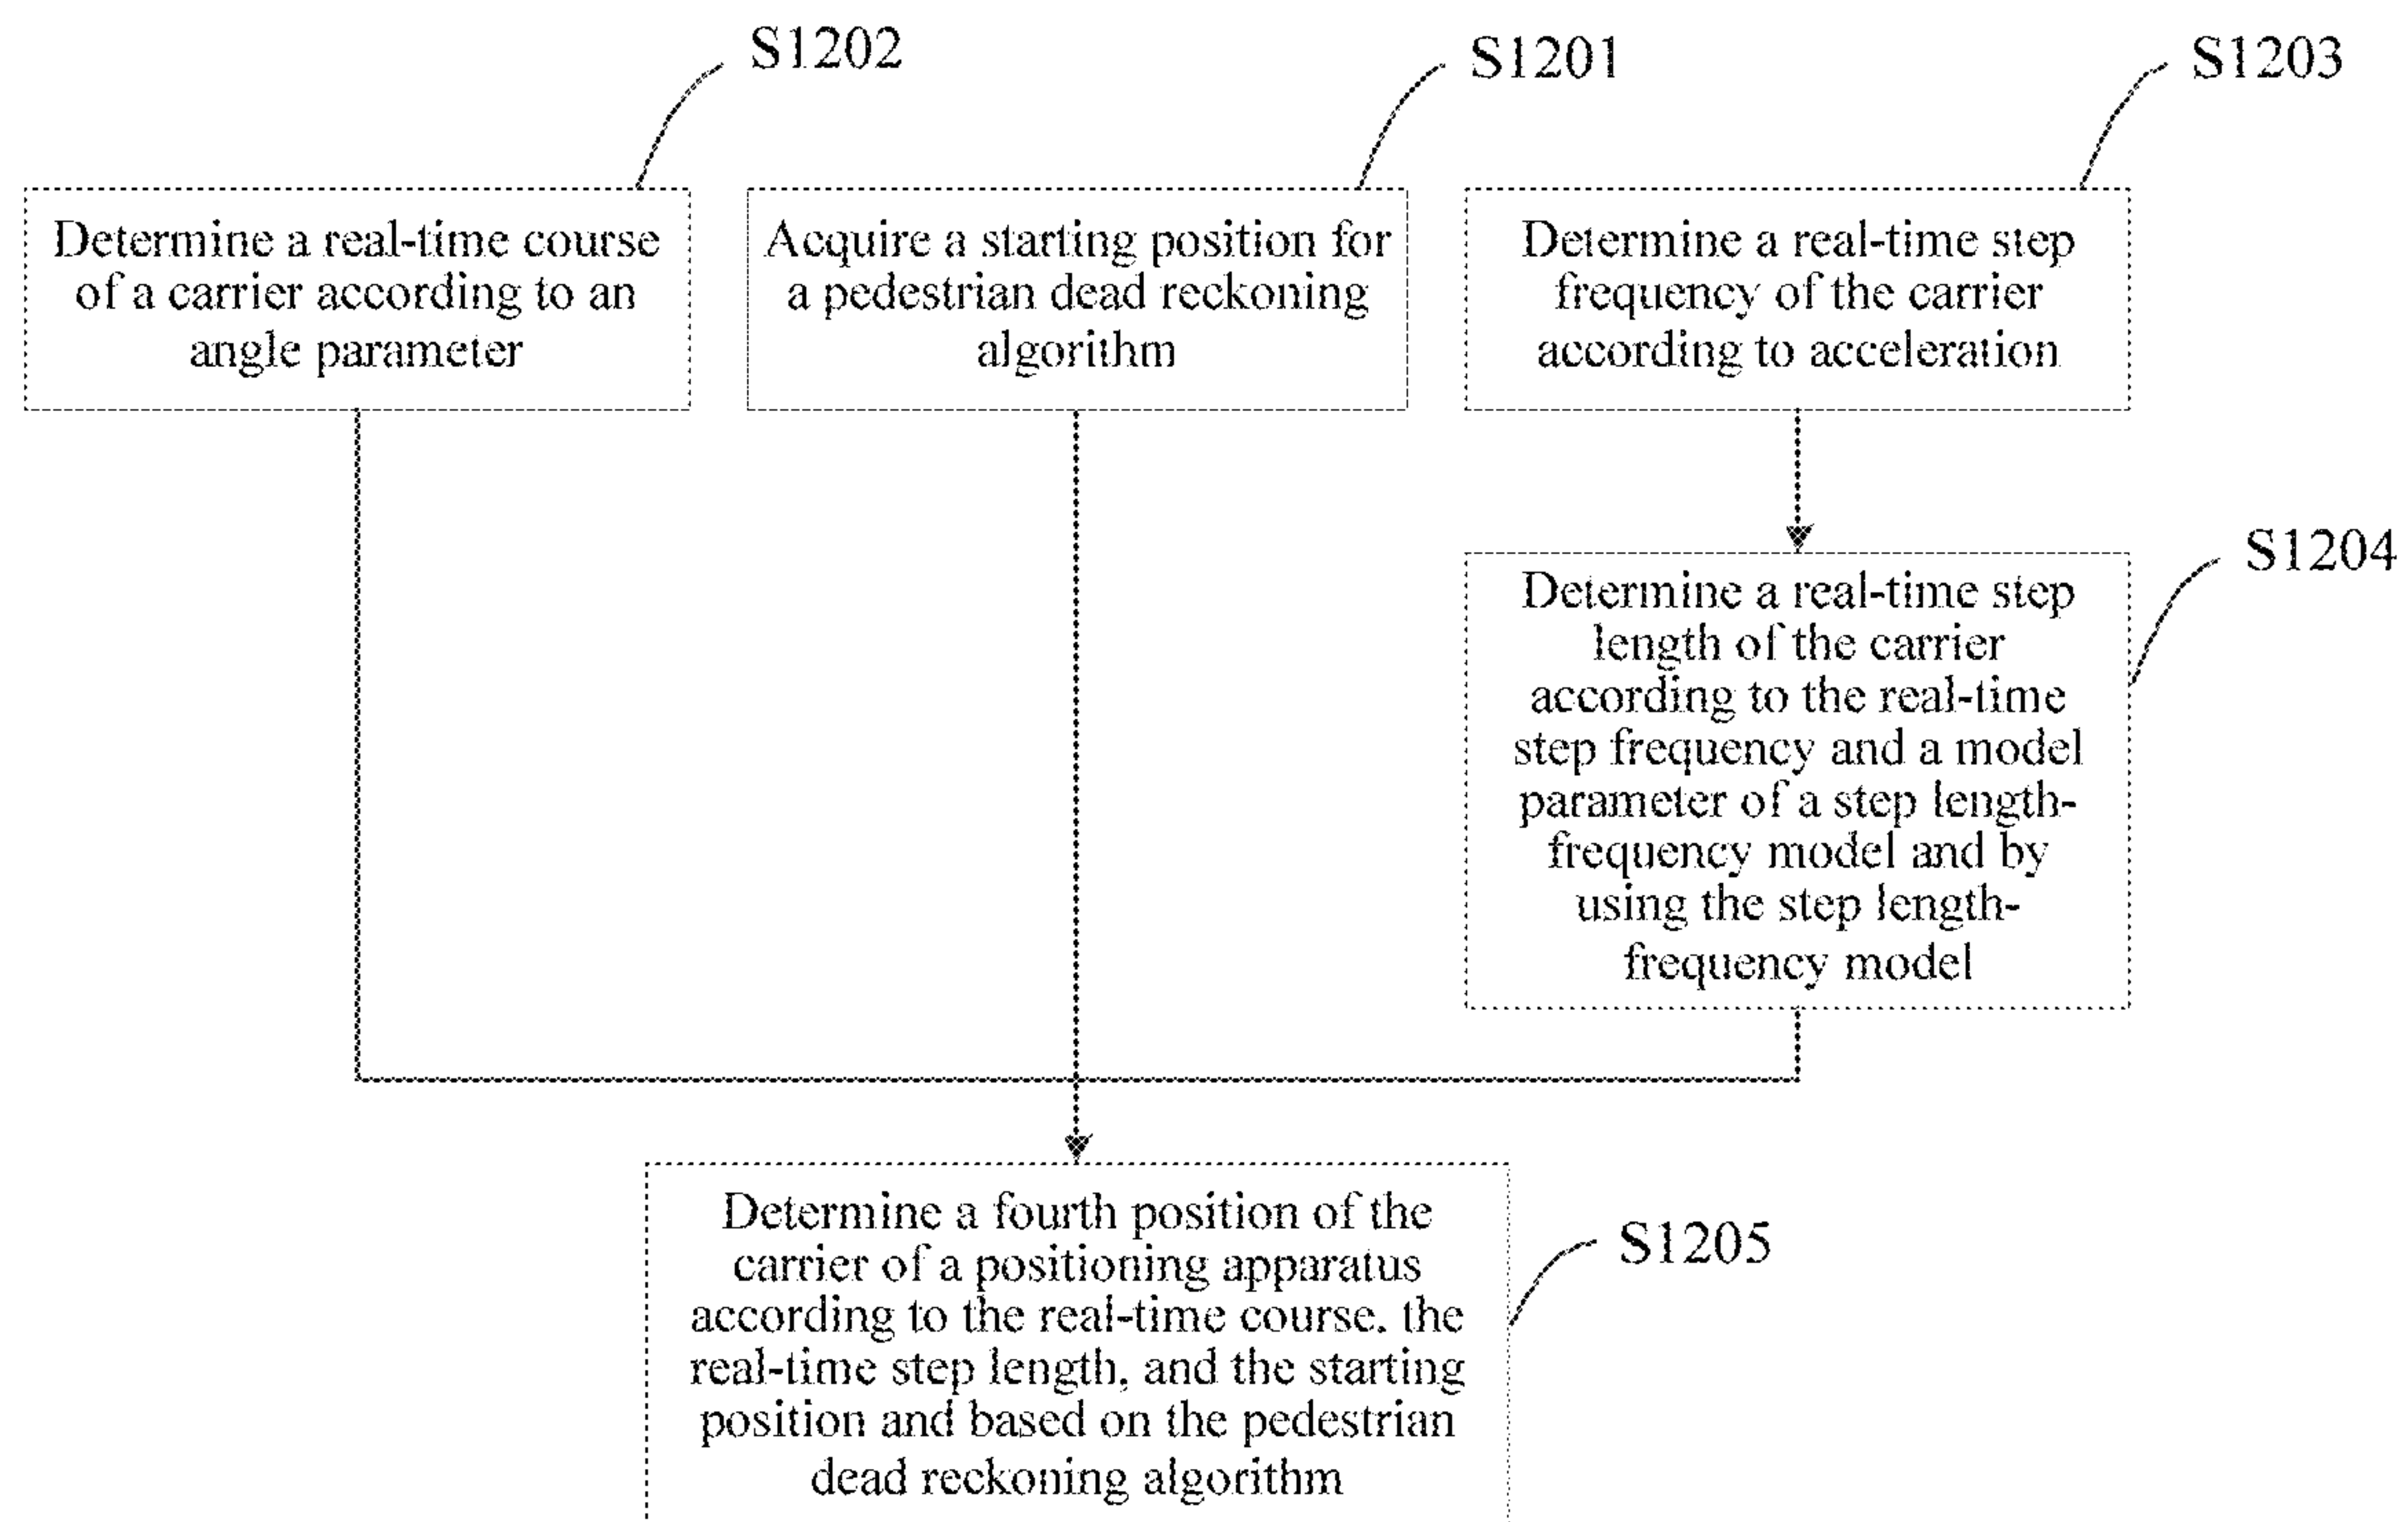 S1202
S1201
S1203
Determine a real-time course
of a carrier according to an
angle parameter
Acquire a starting position for
a pedestrian dead reckoning
algorithm
Determine a real-time step
frequency of the carrier
according to acceleration
S1204
Determine a real-time step
length of the carrier
according to the real-time
step frequency and a model
parameter of a step length-
frequency model and by
using the step length-
frequency model
Determine a fourth position of the
carrier of a positioning apparatus
according to the real-time course, the
real-time step length, and the starting
position and based on the pedestrian
dead reckoning algorithm
S1205